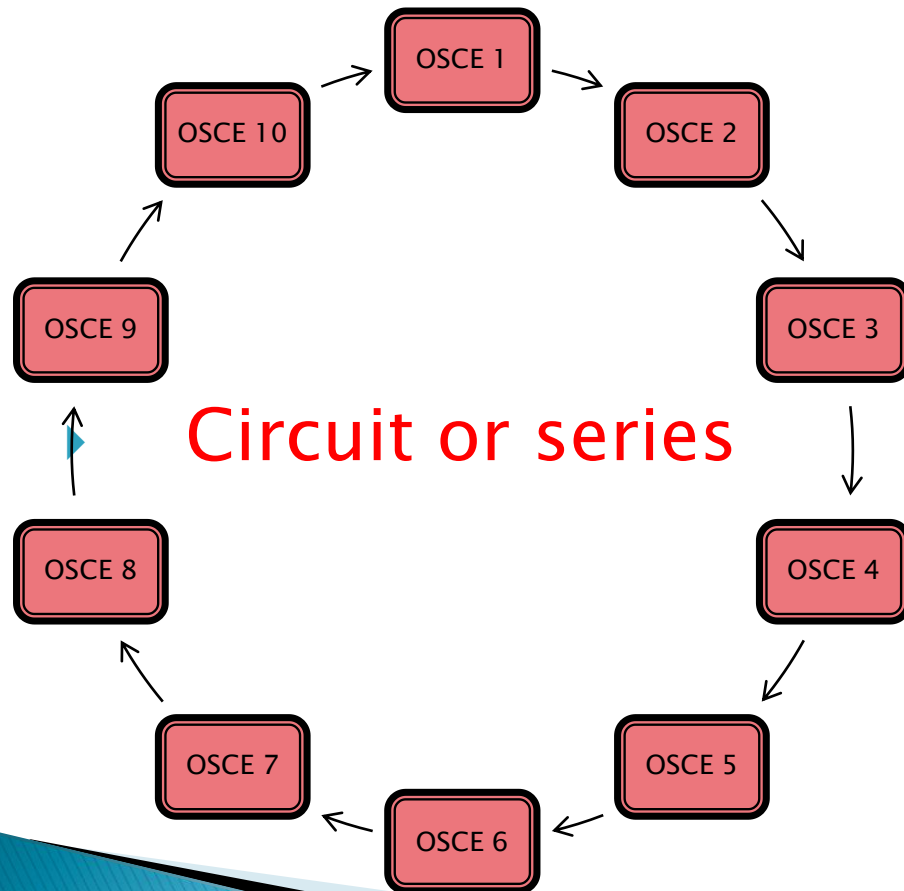 OSCE 1
OSCE 2
OSCE 3
OSCE 4
OSCE 5
OSCE 6
OSCE 7
OSCE 8
OSCE 9
OSCE 10
Circuit or series